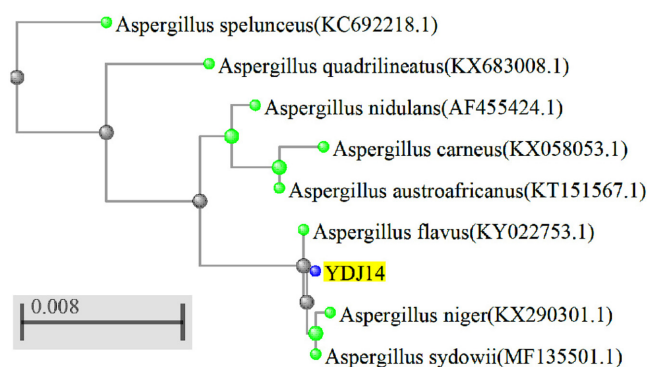 Aspergillus spelunceus(KC692218.1)
Aspergillus quadrilineatus(KX683008.1)
Aspergillus nidulans(AF455424.1)
Aspergillus carneus(KX058053.1)
Aspergillus austroafricanus(KT151567.1)
Aspergillus flavus(KY022753.1)
YDJ14
0.008
Aspergillus niger(KX290301.1)
Aspergillus sydowii(MF135501.1)